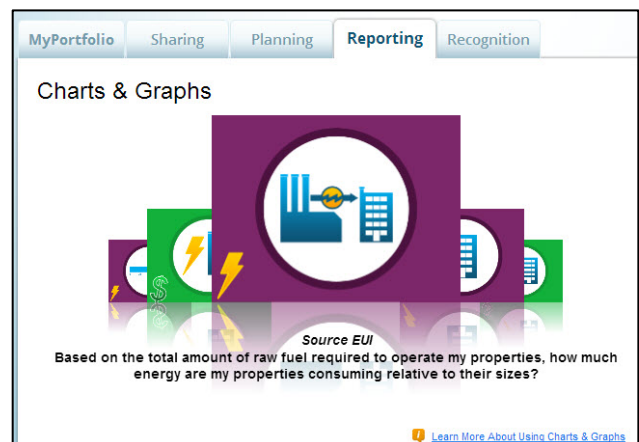 MyPortfolio Sharing Planning Reporting Recognition
Charts & Graphs
$
Source EUI
Based on the total amount of raw fuel required to operate my properties, how much
energy are my properties consuming relative to their sizes?
Learn More About Using Charts & Graphs